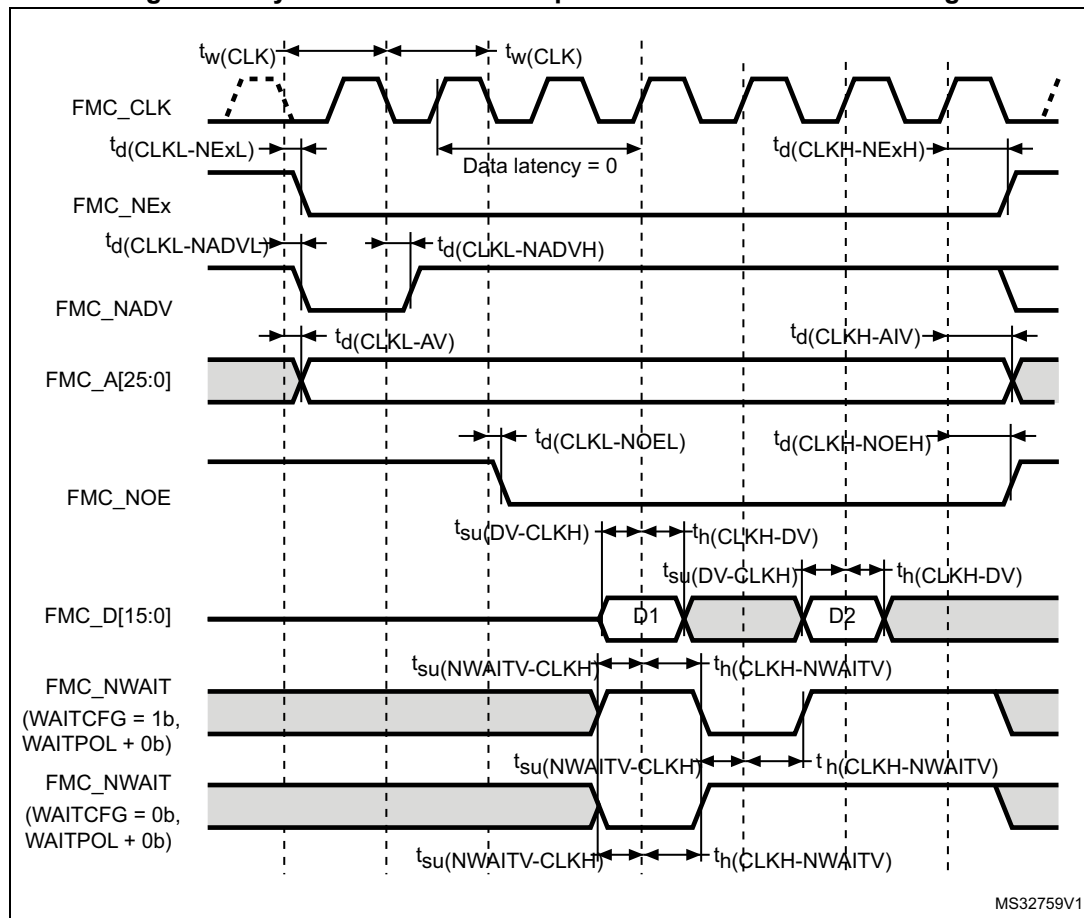 tw(CLK) tw(CLK)
FMC_CLK
td(CLKL-NExL) Data latency = 0 td(CLKH-NExH)
FMC_NEx
td(CLKL-NADVL) td(CLKL-NADVH)
FMC_NADV
td(CLKL-AV) td(CLKH-AIV)
FMC_A[25:0]
td(CLKL-NOEL) td(CLKH-NOEH)
FMC_NOE
tsu(DV-CLKH) th(CLKH-DV)
tsu(DV-CLKH) th(CLKH-DV)
FMC_D[15:0] D1 D2
tsu(NWAITV-CLKH) th(CLKH-NWAITV)
FMC_NWAIT
(WAITCFG = 1b,
WAITPOL + 0b)
tsu(NWAITV-CLKH) th(CLKH-NWAITV)
FMC_NWAIT
(WAITCFG = 0b,
WAITPOL + 0b)
tsu(NWAITV-CLKH) th(CLKH-NWAITV)
MS32759V1